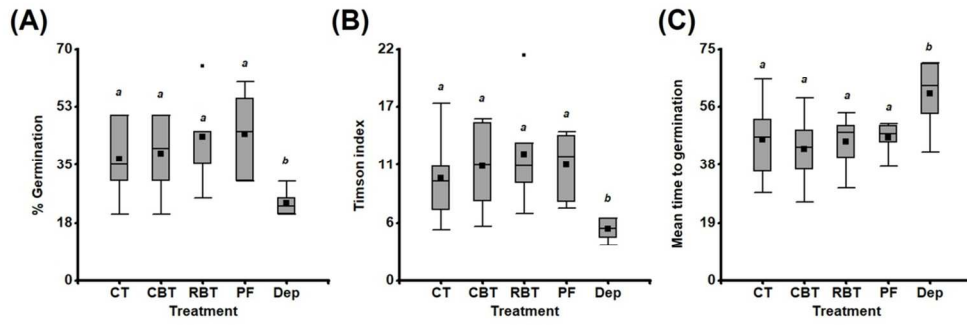 (A)
70
53
35
18
0
% Germination
a
a
a
a
b
CT CBT RBT PF Dep
Treatment
(B)
22
17
11
6
0
Timson index
a
a
a
a
b
CT CBT RBT PF Dep
Treatment
(C)
75
56
38
19
0
Mean time to germination
a
a
a
a
b
CT CBT RBT PF Dep
Treatment